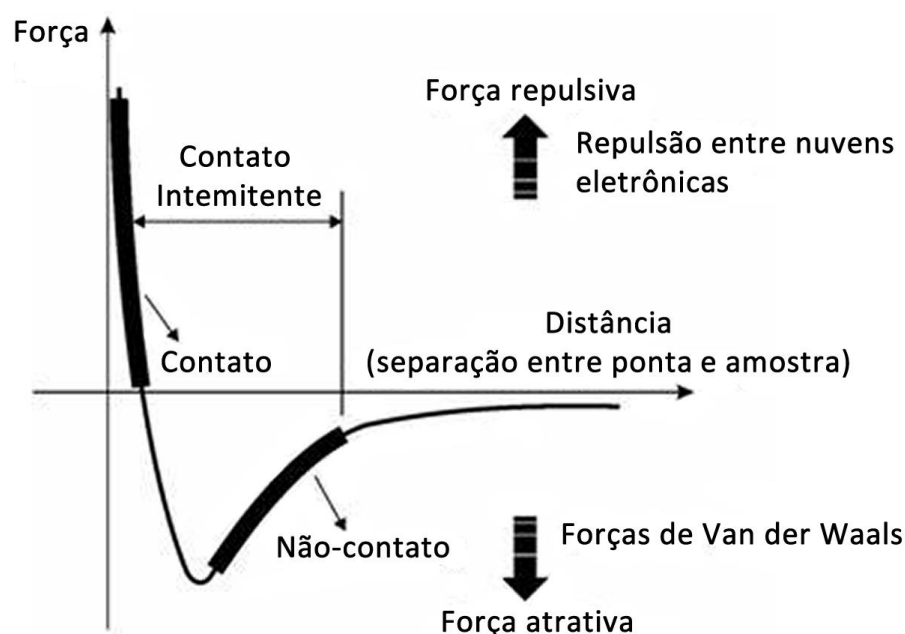 Força
Força repulsiva
Repulsão entre nuvens
eletrônicas
Contato
Intemitente
Contato
Distância
(separação entre ponta e amostra)
Não-contato
Forças de Van der Waals
Força atrativa